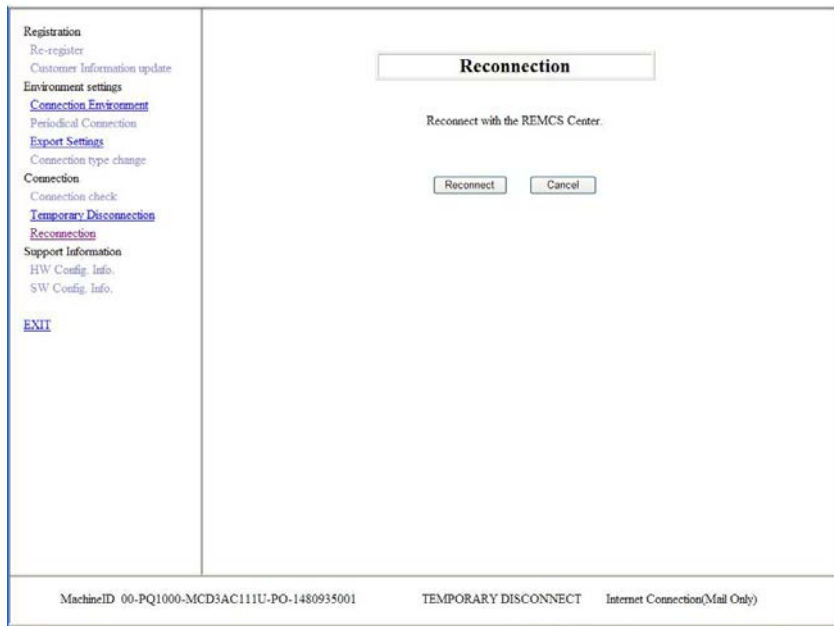 Registration
Re-register
Customer Information update
Environment settings
Connection Environment
Periodical Connection
Export Settings
Connection type change
Connection
Connection check
Temporary Disconnection
Reconnection
Support Information
HW Config. Info.
SW Config. Info.
EXIT
Reconnection
Reconnect with the REMCS Center.
Reconnect Cancel
MachineID 00-PQ1000-MCD3AC111U-PO-1480935001 TEMPORARY DISCONNECT Internet Connection(Mail Only)